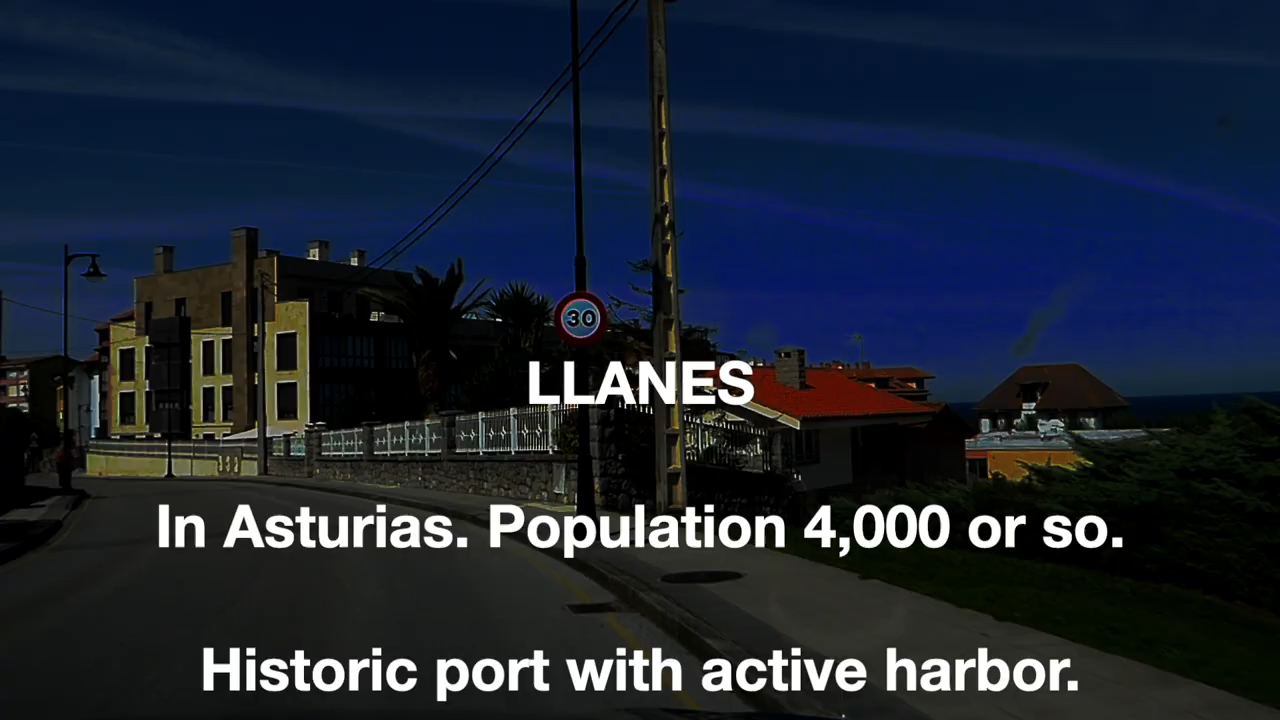 30
LLANES
In Asturias. Population 4,000 or so.
Historic port with active harbor.